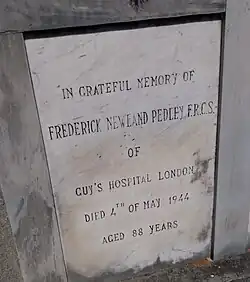 IN GRATEFUL MEMORY OF
FREDERICK NEWLAND PEDLEY F.R.C.S.
OF
GUY'S HOSPITAL LONDON
DIED 4TH OF MAY 1944
AGED 88 YEARS